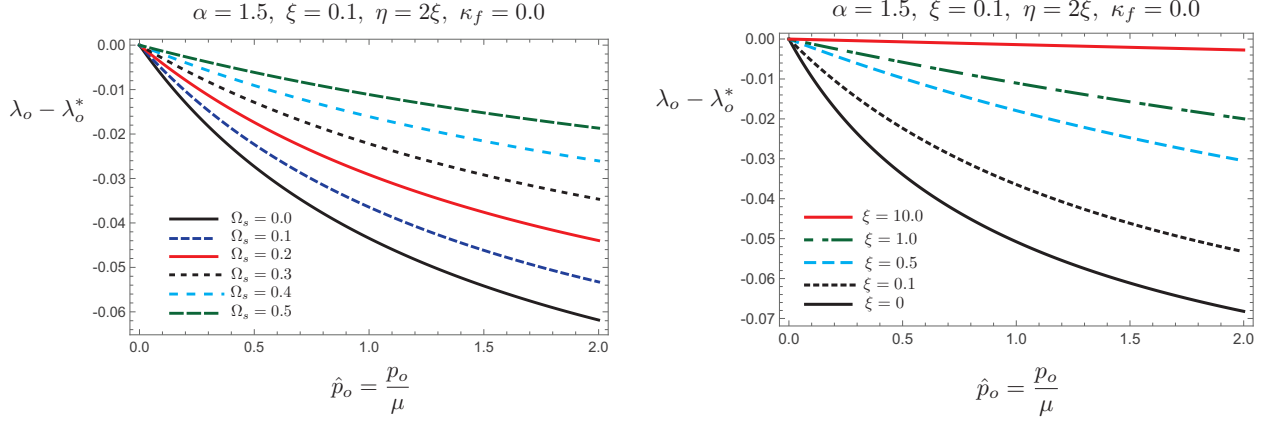 α = 1.5, ξ = 0.1, η = 2ξ, κ_f = 0.0
λ_o − λ_o^*
0.00
-0.01
-0.02
-0.03
-0.04
-0.05
-0.06
Ω_s = 0.0
Ω_s = 0.1
Ω_s = 0.2
Ω_s = 0.3
Ω_s = 0.4
Ω_s = 0.5
0.0 0.5 1.0 1.5 2.0
p̂_o = p_o/μ
α = 1.5, ξ = 0.1, η = 2ξ, κ_f = 0.0
λ_o − λ_o^*
0.00
-0.01
-0.02
-0.03
-0.04
-0.05
-0.06
-0.07
ξ = 10.0
ξ = 1.0
ξ = 0.5
ξ = 0.1
ξ = 0
0.0 0.5 1.0 1.5 2.0
p̂_o = p_o/μ